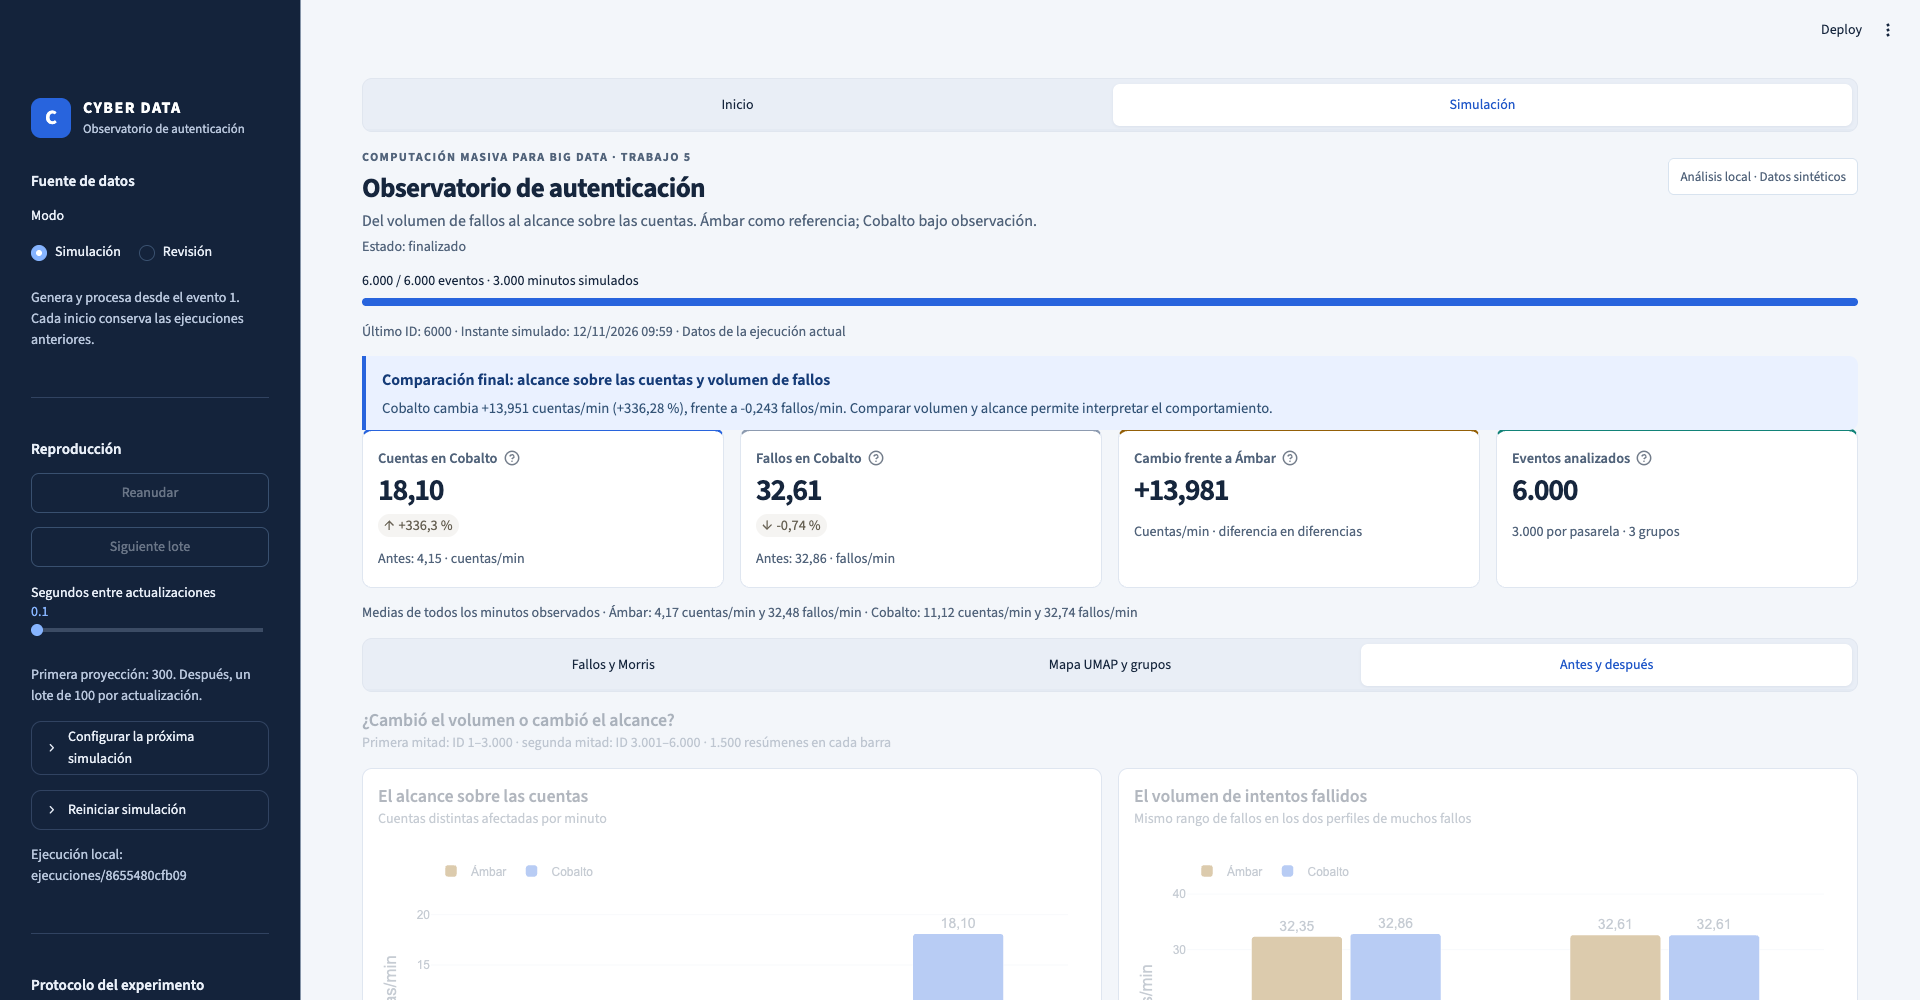 Deploy
C
CYBER DATA
Observatorio de autenticación
Fuente de datos
Modo
Simulación
Revisión
Genera y procesa desde el evento 1.
Cada inicio conserva las ejecuciones
anteriores.
Reproducción
Reanudar
Siguiente lote
Segundos entre actualizaciones
0.1
Primera proyección: 300. Después, un
lote de 100 por actualización.
Configurar la próxima
simulación
Reiniciar simulación
Ejecución local:
ejecuciones/8655480cfb09
Protocolo del experimento
Inicio
Simulación
COMPUTACIÓN MASIVA PARA BIG DATA · TRABAJO 5
Observatorio de autenticación
Análisis local · Datos sintéticos
Del volumen de fallos al alcance sobre las cuentas. Ámbar como referencia; Cobalto bajo observación.
Estado: finalizado
6.000 / 6.000 eventos · 3.000 minutos simulados
Último ID: 6000 · Instante simulado: 12/11/2026 09:59 · Datos de la ejecución actual
Comparación final: alcance sobre las cuentas y volumen de fallos
Cobalto cambia +13,951 cuentas/min (+336,28 %), frente a -0,243 fallos/min. Comparar volumen y alcance permite interpretar el comportamiento.
Cuentas en Cobalto
18,10
↑ +336,3 %
Antes: 4,15 · cuentas/min
Fallos en Cobalto
32,61
↓ -0,74 %
Antes: 32,86 · fallos/min
Cambio frente a Ámbar
+13,981
Cuentas/min · diferencia en diferencias
Eventos analizados
6.000
3.000 por pasarela · 3 grupos
Medias de todos los minutos observados · Ámbar: 4,17 cuentas/min y 32,48 fallos/min · Cobalto: 11,12 cuentas/min y 32,74 fallos/min
Fallos y Morris
Mapa UMAP y grupos
Antes y después
¿Cambió el volumen o cambió el alcance?
Primera mitad: ID 1–3.000 · segunda mitad: ID 3.001–6.000 · 1.500 resúmenes en cada barra
El alcance sobre las cuentas
Cuentas distintas afectadas por minuto
Ámbar
Cobalto
20
18,10
15
as/min
El volumen de intentos fallidos
Mismo rango de fallos en los dos perfiles de muchos fallos
Ámbar
Cobalto
40
32,35
32,86
32,61
32,61
30
s/min